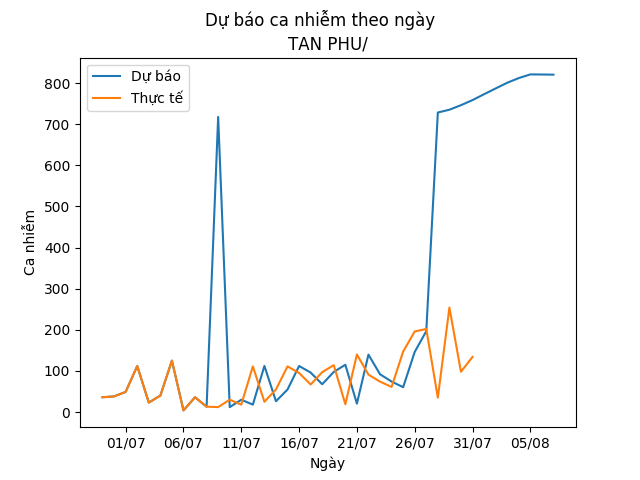 Dự báo ca nhiễm theo ngày
TAN PHU/
Dự báo
Thực tế
Ca nhiễm
800
700
600
500
400
300
200
100
0
01/07 06/07 11/07 16/07 21/07 26/07 31/07 05/08
Ngày